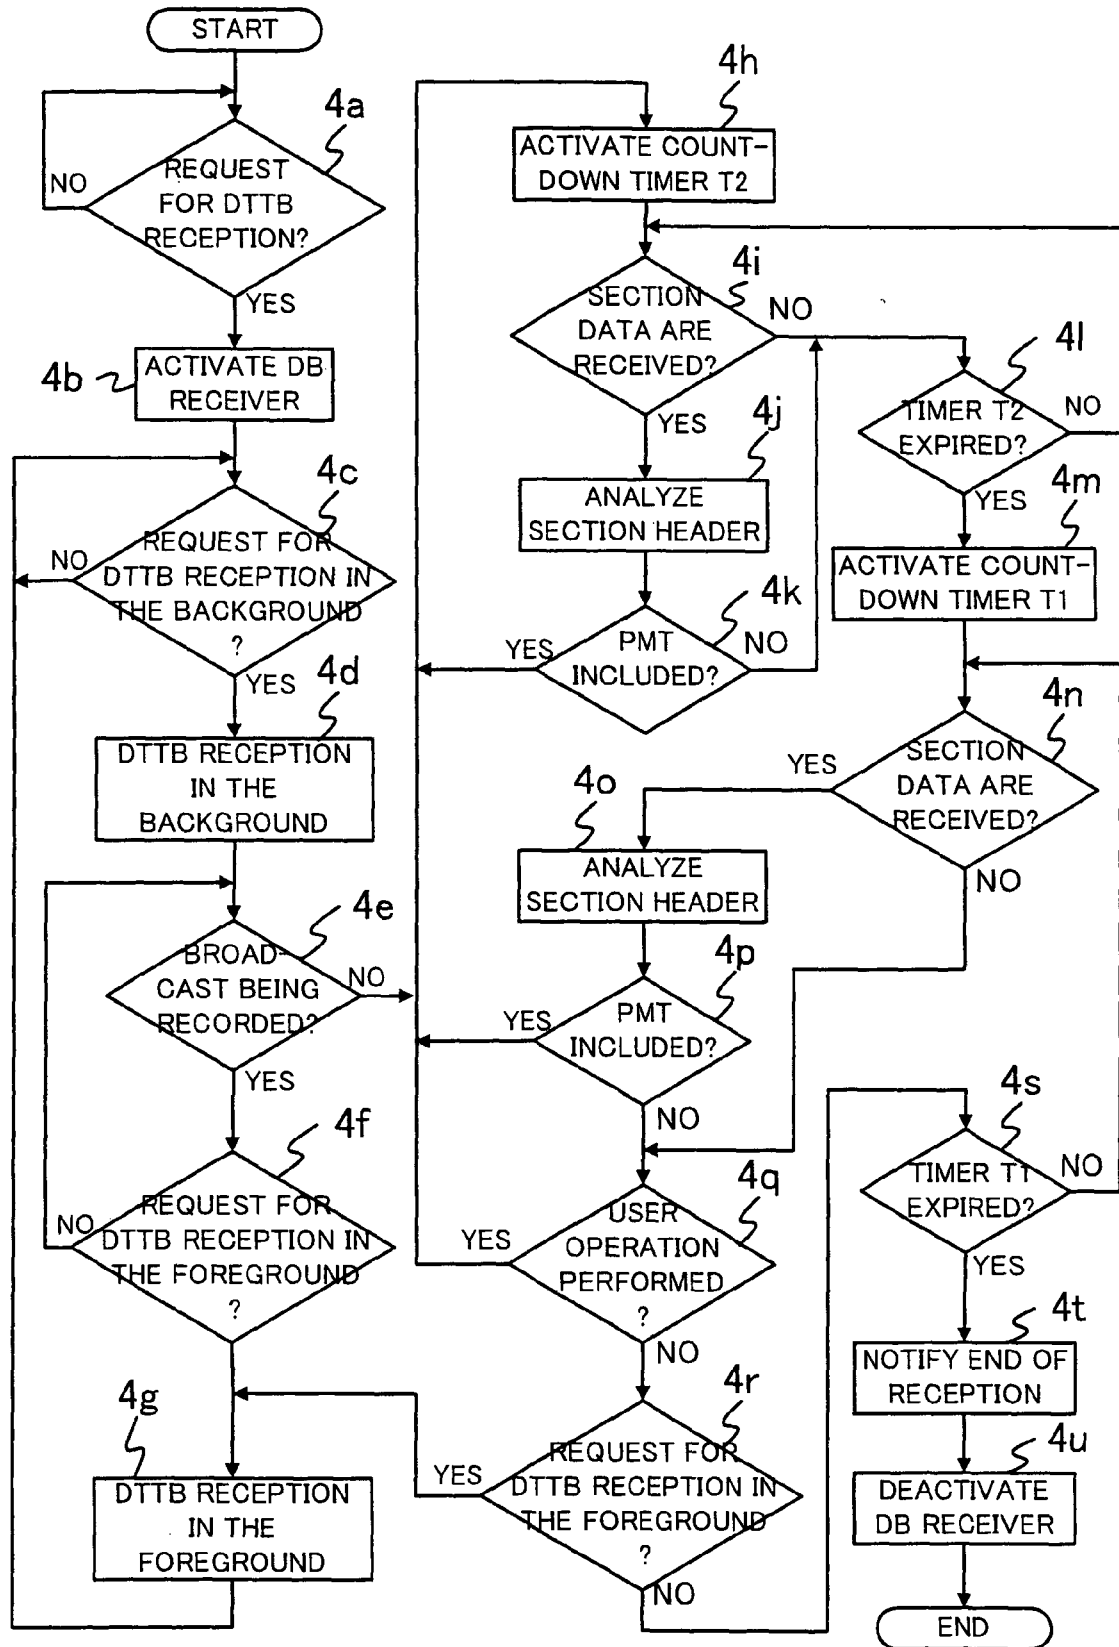 START
4a
REQUEST
FOR DTTB
RECEPTION?
NO
YES
4b
ACTIVATE DB
RECEIVER
4c
REQUEST FOR
DTTB RECEPTION IN
THE BACKGROUND
?
NO
YES
4d
DTTB RECEPTION
IN THE
BACKGROUND
4e
BROAD-
CAST BEING
RECORDED?
NO
YES
4f
REQUEST FOR
DTTB RECEPTION IN
THE FOREGROUND
?
NO
4g
DTTB RECEPTION
IN THE
FOREGROUND
4h
ACTIVATE COUNT-
DOWN TIMER T2
4i
SECTION
DATA ARE
RECEIVED?
NO
YES
4j
ANALYZE
SECTION HEADER
4k
PMT
INCLUDED?
YES
NO
4l
TIMER T2
EXPIRED?
NO
YES
4m
ACTIVATE COUNT-
DOWN TIMER T1
4n
SECTION
DATA ARE
RECEIVED?
YES
NO
4o
ANALYZE
SECTION HEADER
4p
PMT
INCLUDED?
YES
NO
4q
USER
OPERATION
PERFORMED
?
YES
NO
4r
REQUEST FOR
DTTB RECEPTION IN
THE FOREGROUND
?
YES
NO
4s
TIMER T1
EXPIRED?
NO
YES
4t
NOTIFY END OF
RECEPTION
4u
DEACTIVATE
DB RECEIVER
END